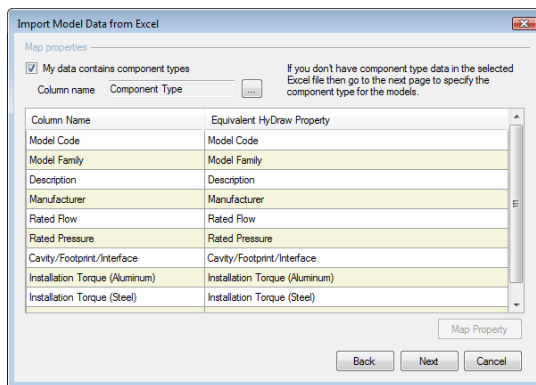 Import Model Data from Excel
Map properties
My data contains component types
If you don't have component type data in the selected
Excel file then go to the next page to specify the
component type for the models.
Column name Component Type ...
Column Name Equivalent HyDraw Property
Model Code Model Code
Model Family Model Family
Description Description
Manufacturer Manufacturer
Rated Flow Rated Flow
Rated Pressure Rated Pressure
Cavity/Footprint/Interface Cavity/Footprint/Interface
Installation Torque (Aluminum) Installation Torque (Aluminum)
Installation Torque (Steel) Installation Torque (Steel)
Map Property
Back Next Cancel